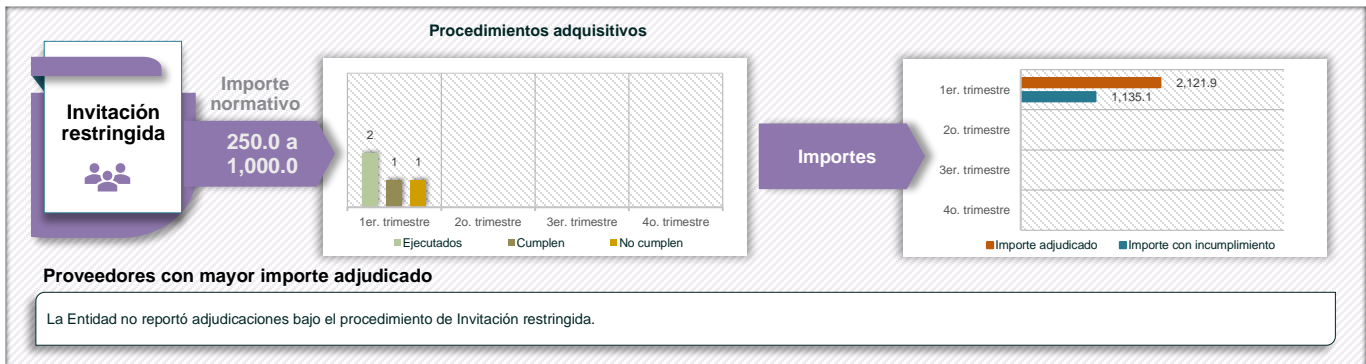 Procedimientos adquisitivos
Invitación
restringida
Importe
normativo
250.0 a
1,000.0
2
1 1
1er. trimestre 2o. trimestre 3er. trimestre 4o. trimestre
Ejecutados Cumplen No cumplen
Importes
1er. trimestre
2,121.9
1,135.1
2o. trimestre
3er. trimestre
4o. trimestre
Importe adjudicado Importe con incumplimiento
Proveedores con mayor importe adjudicado
La Entidad no reportó adjudicaciones bajo el procedimiento de Invitación restringida.